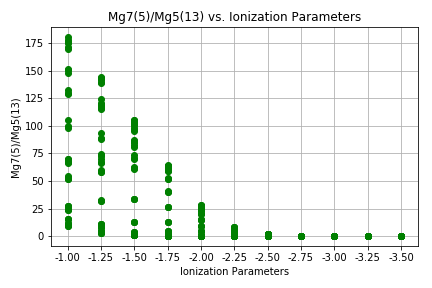 Mg7(5)/Mg5(13) vs. Ionization Parameters
Mg7(5)/Mg5(13)
175
150
125
100
75
50
25
0
-1.00 -1.25 -1.50 -1.75 -2.00 -2.25 -2.50 -2.75 -3.00 -3.25 -3.50
Ionization Parameters